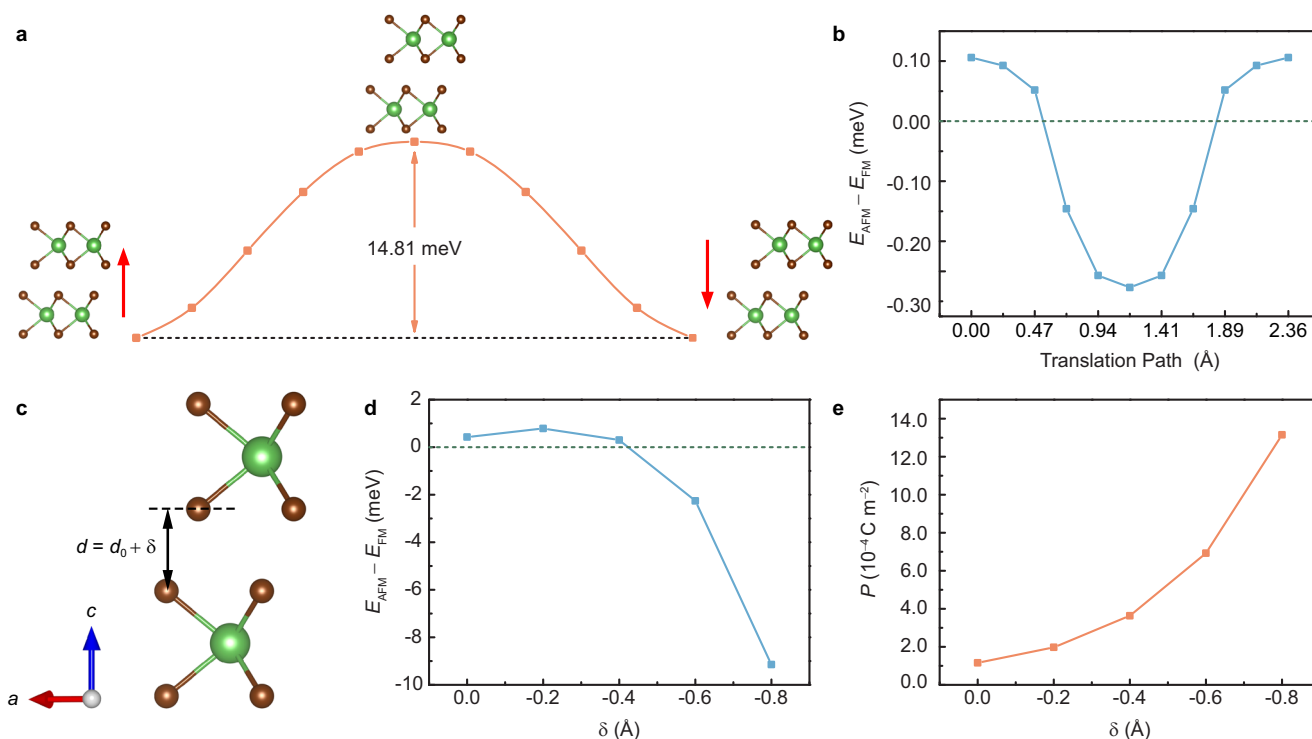 a
14.81 meV
b
E_AFM – E_FM (meV)
0.10
0.00
-0.10
-0.20
-0.30
0.00 0.47 0.94 1.41 1.89 2.36
Translation Path (Å)
c
d = d₀ + δ
c
a
d
E_AFM – E_FM (meV)
2
0
-2
-4
-6
-8
-10
0.0 -0.2 -0.4 -0.6 -0.8
δ (Å)
e
P (10⁻⁴ C m⁻²)
14.0
12.0
10.0
8.0
6.0
4.0
2.0
0.0
0.0 -0.2 -0.4 -0.6 -0.8
δ (Å)